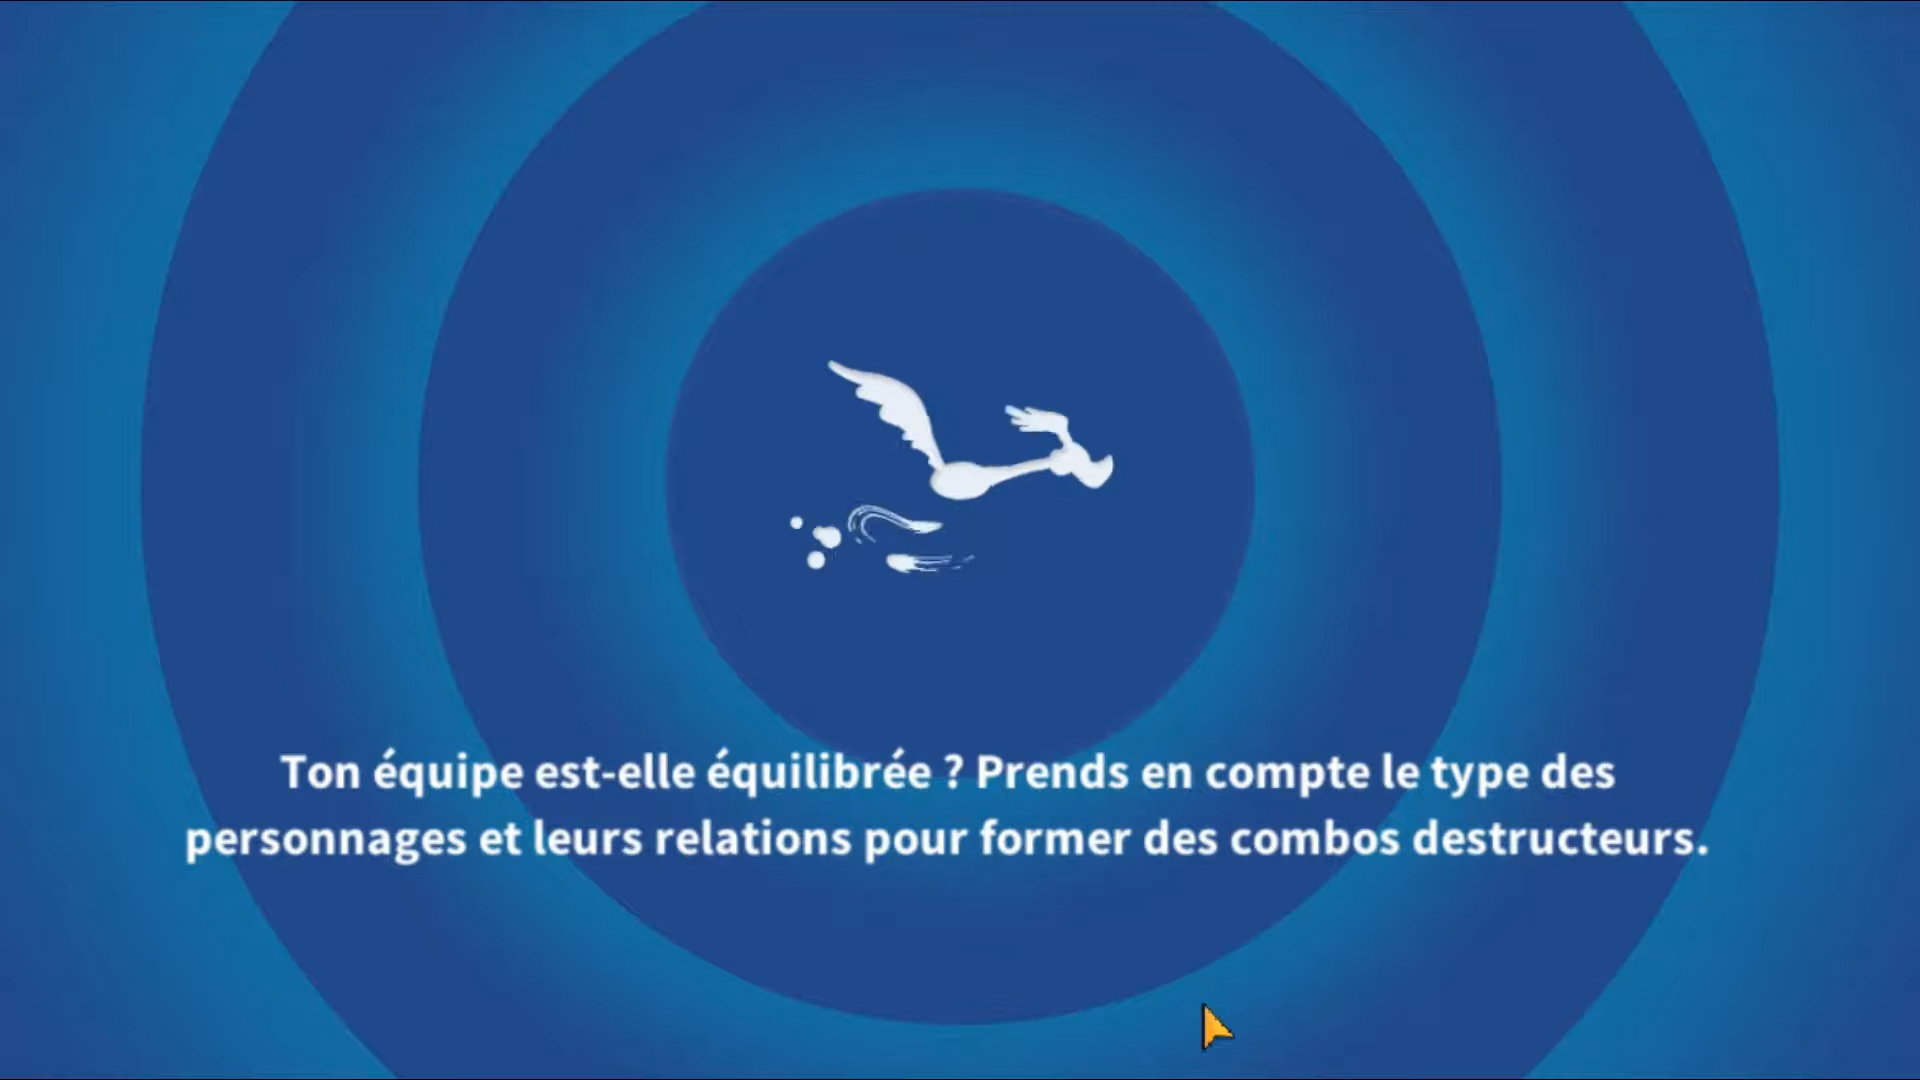 Ton équipe est-elle équilibrée ? Prends en compte le type des
personnages et leurs relations pour former des combos destructeurs.